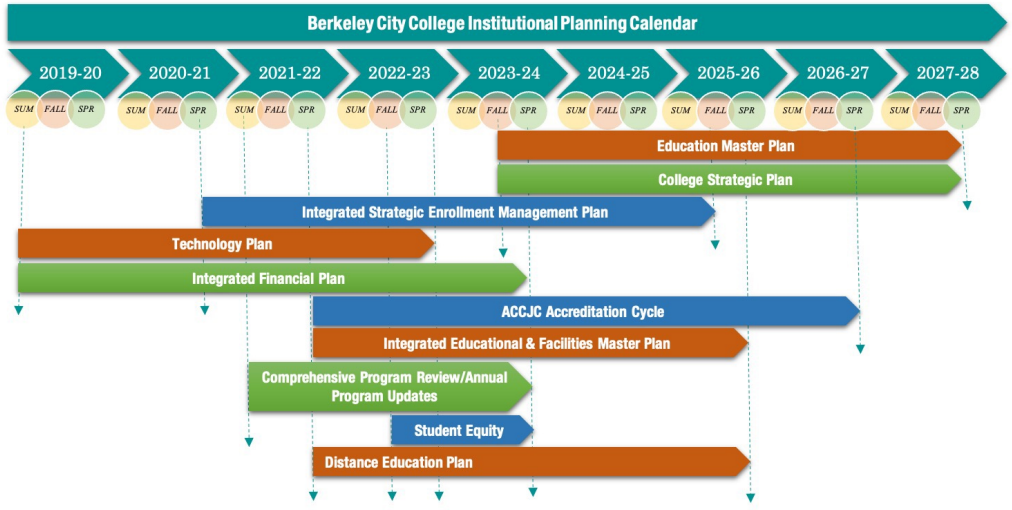 Berkeley City College Institutional Planning Calendar
2019-20 2020-21 2021-22 2022-23 2023-24 2024-25 2025-26 2026-27 2027-28
SUM FALL SPR SUM FALL SPR SUM FALL SPR SUM FALL SPR SUM FALL SPR SUM FALL SPR SUM FALL SPR SUM FALL SPR SUM FALL SPR
Education Master Plan
College Strategic Plan
Integrated Strategic Enrollment Management Plan
Technology Plan
Integrated Financial Plan
ACCJC Accreditation Cycle
Integrated Educational & Facilities Master Plan
Comprehensive Program Review/Annual
Program Updates
Student Equity
Distance Education Plan